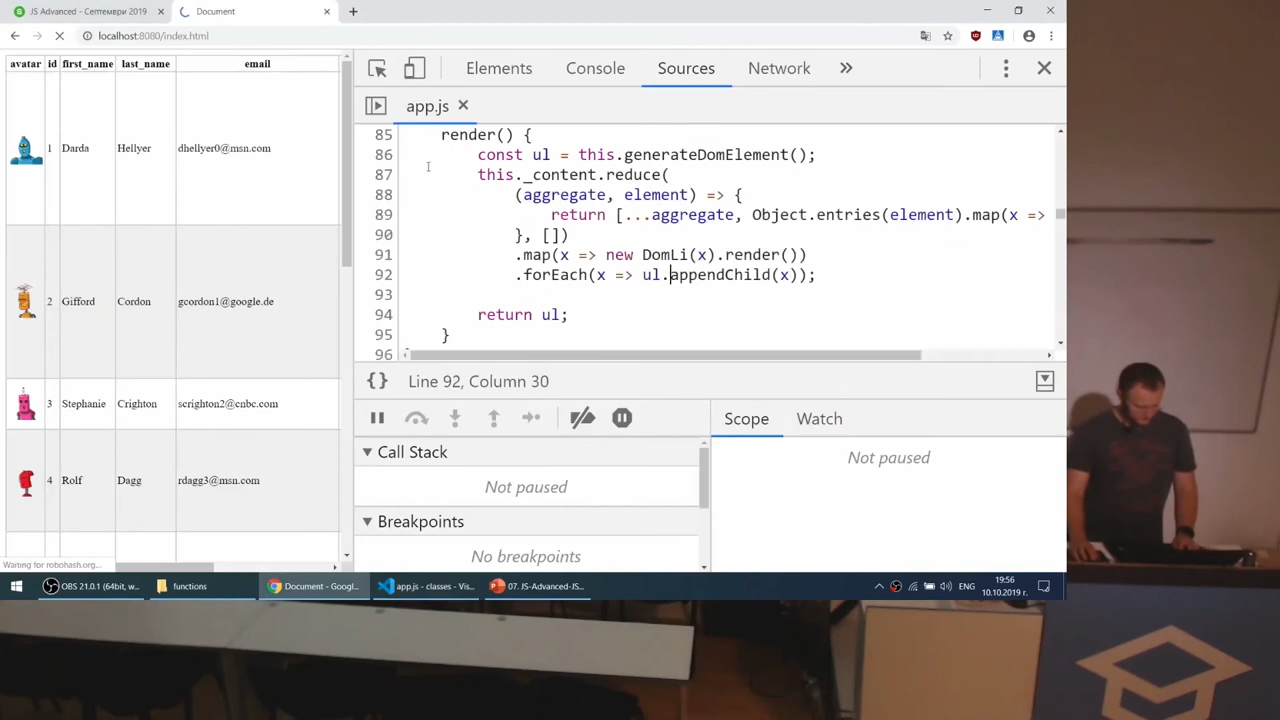 JS Advanced - Септември 2019
Document
localhost:8080/index.html
avatar id first_name last_name email
1 Darda Hellyer dhellyer0@msn.com
2 Gifford Cordon gcordon1@google.de
3 Stephanie Crighton scrighton2@cnbc.com
4 Rolf Dagg rdagg3@msn.com
Waiting for robohash.org...
Elements Console Sources Network »
app.js
85 render() {
86 const ul = this.generateDomElement();
87 this._content.reduce(
88 (aggregate, element) => {
89 return [...aggregate, Object.entries(element).map(x =>
90 }, [])
91 .map(x => new DomLi(x).render())
92 .forEach(x => ul.appendChild(x));
93
94 return ul;
95 }
96
{} Line 92, Column 30
Scope Watch
Call Stack
Not paused
Not paused
Breakpoints
No breakpoints
OBS 21.0.1 (64bit, w...
functions
Document - Googl...
app.js - classes - Vis...
07. JS-Advanced-JS...
ЕНГ
19:56
10.10.2019 г.